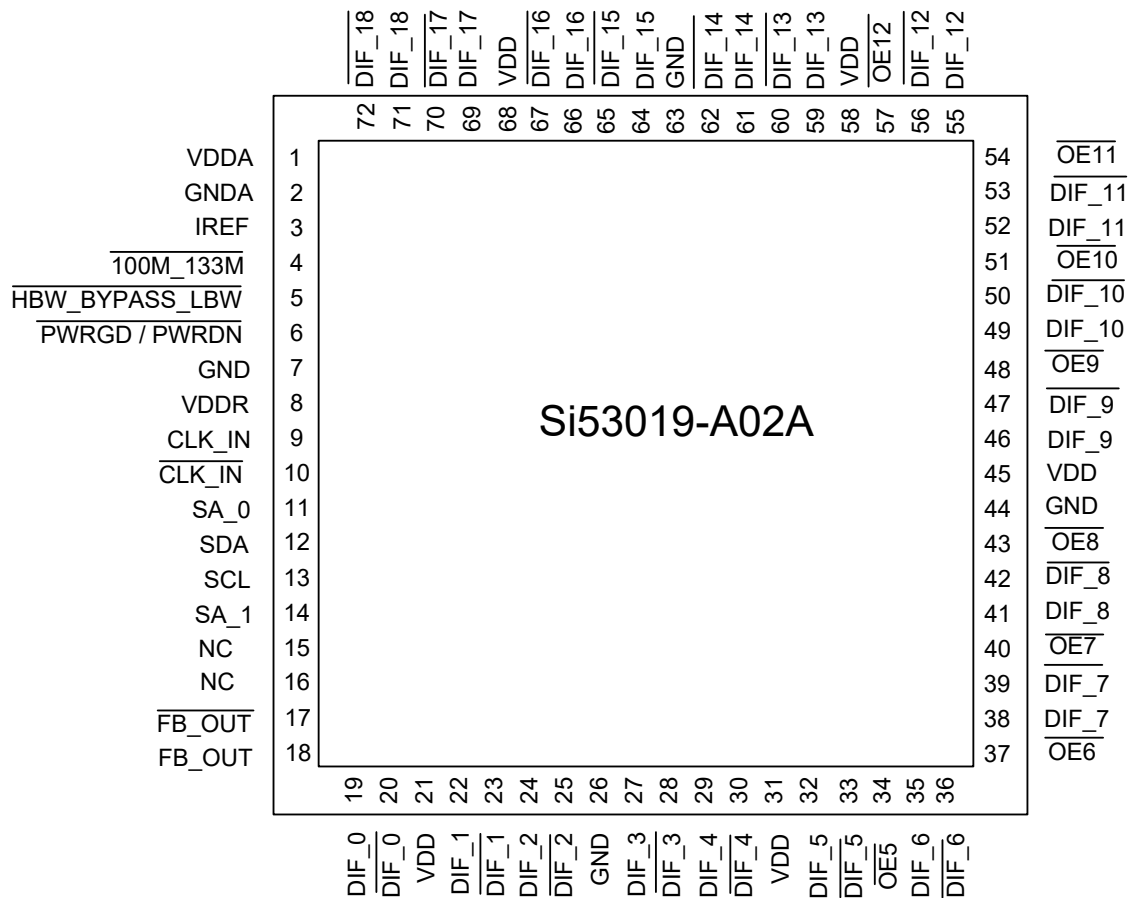 DIF_18
DIF_18
DIF_17
DIF_17
VDD
DIF_16
DIF_16
DIF_15
DIF_15
GND
DIF_14
DIF_14
DIF_13
DIF_13
VDD
OE12
DIF_12
DIF_12
72
71
70
69
68
67
66
65
64
63
62
61
60
59
58
57
56
55
VDDA 1
GNDA 2
IREF 3
100M_133M 4
HBW_BYPASS_LBW 5
PWRGD / PWRDN 6
GND 7
VDDR 8
CLK_IN 9
CLK_IN 10
SA_0 11
SDA 12
SCL 13
SA_1 14
NC 15
NC 16
FB_OUT 17
FB_OUT 18
Si53019-A02A
54 OE11
53 DIF_11
52 DIF_11
51 OE10
50 DIF_10
49 DIF_10
48 OE9
47 DIF_9
46 DIF_9
45 VDD
44 GND
43 OE8
42 DIF_8
41 DIF_8
40 OE7
39 DIF_7
38 DIF_7
37 OE6
19
20
21
22
23
24
25
26
27
28
29
30
31
32
33
34
35
36
DIF_0
DIF_0
VDD
DIF_1
DIF_1
DIF_2
DIF_2
GND
DIF_3
DIF_3
DIF_4
DIF_4
VDD
DIF_5
DIF_5
OE5
DIF_6
DIF_6